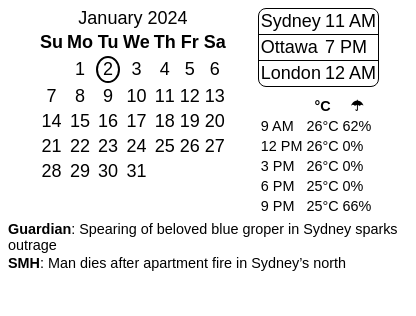 January 2024
Su Mo Tu We Th Fr Sa
1 2 3 4 5 6
7 8 9 10 11 12 13
14 15 16 17 18 19 20
21 22 23 24 25 26 27
28 29 30 31
Sydney 11 AM
Ottawa 7 PM
London 12 AM
°C ☂
9 AM 26°C 62%
12 PM 26°C 0%
3 PM 26°C 0%
6 PM 25°C 0%
9 PM 25°C 66%
Guardian: Spearing of beloved blue groper in Sydney sparks
outrage
SMH: Man dies after apartment fire in Sydney’s north